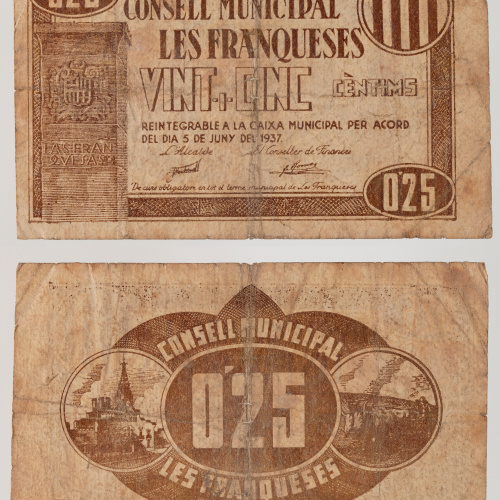 0'25
CONSELL MUNICIPAL
LES FRANQUESES
VINT-I-CINC CÈNTIMS
REINTEGRABLE A LA CAIXA MUNICIPAL PER ACORD
DEL DIA 5 DE JUNY DEL 1937
L'Alcalde El Conseller de Finances
De curs obligatori en tot el terme municipal de Les Franqueses
0'25
CONSELL MUNICIPAL
0'25
LES FRANQUESES